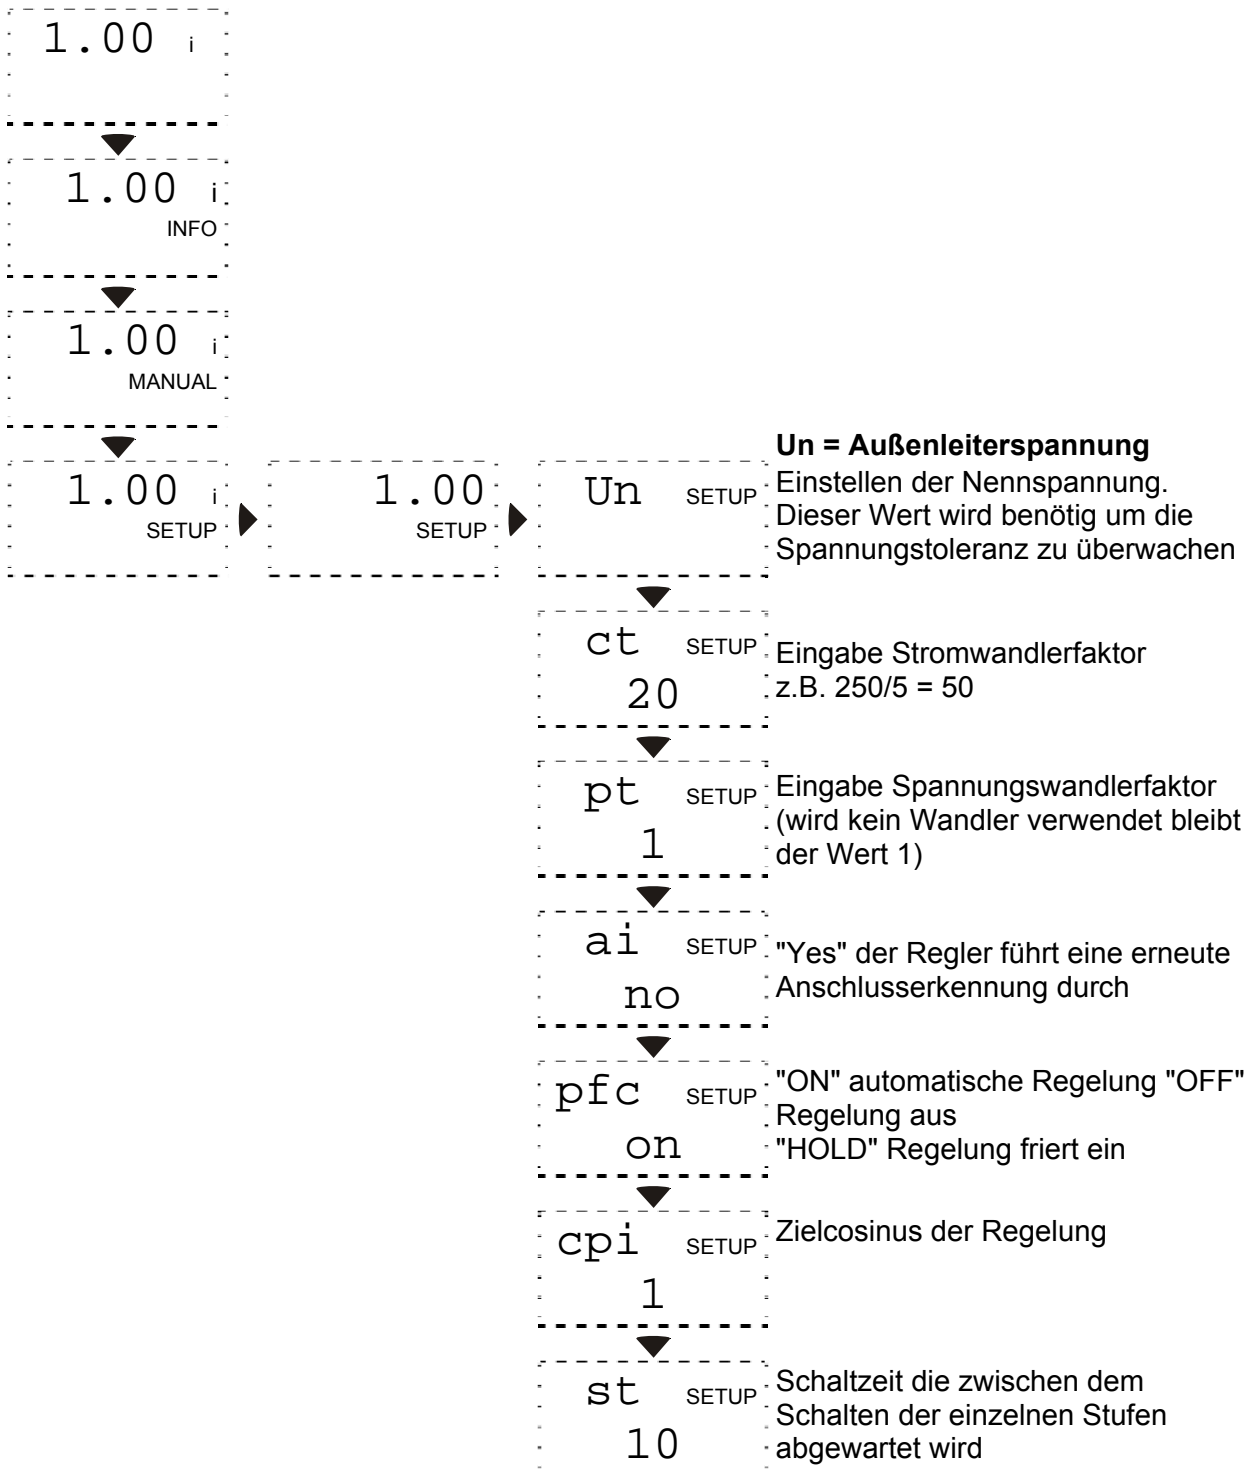 1.00 i
1.00 i
INFO
1.00 i
MANUAL
1.00 i
SETUP
1.00
SETUP
Un SETUP
Un = Außenleiterspannung
Einstellen der Nennspannung.
Dieser Wert wird benötig um die
Spannungstoleranz zu überwachen
ct SETUP
20
Eingabe Stromwandlerfaktor
z.B. 250/5 = 50
pt SETUP
1
Eingabe Spannungswandlerfaktor
(wird kein Wandler verwendet bleibt
der Wert 1)
ai SETUP
no
"Yes" der Regler führt eine erneute
Anschlusserkennung durch
pfc SETUP
on
"ON" automatische Regelung "OFF"
Regelung aus
"HOLD" Regelung friert ein
cpi SETUP
1
Zielcosinus der Regelung
st SETUP
10
Schaltzeit die zwischen dem
Schalten der einzelnen Stufen
abgewartet wird